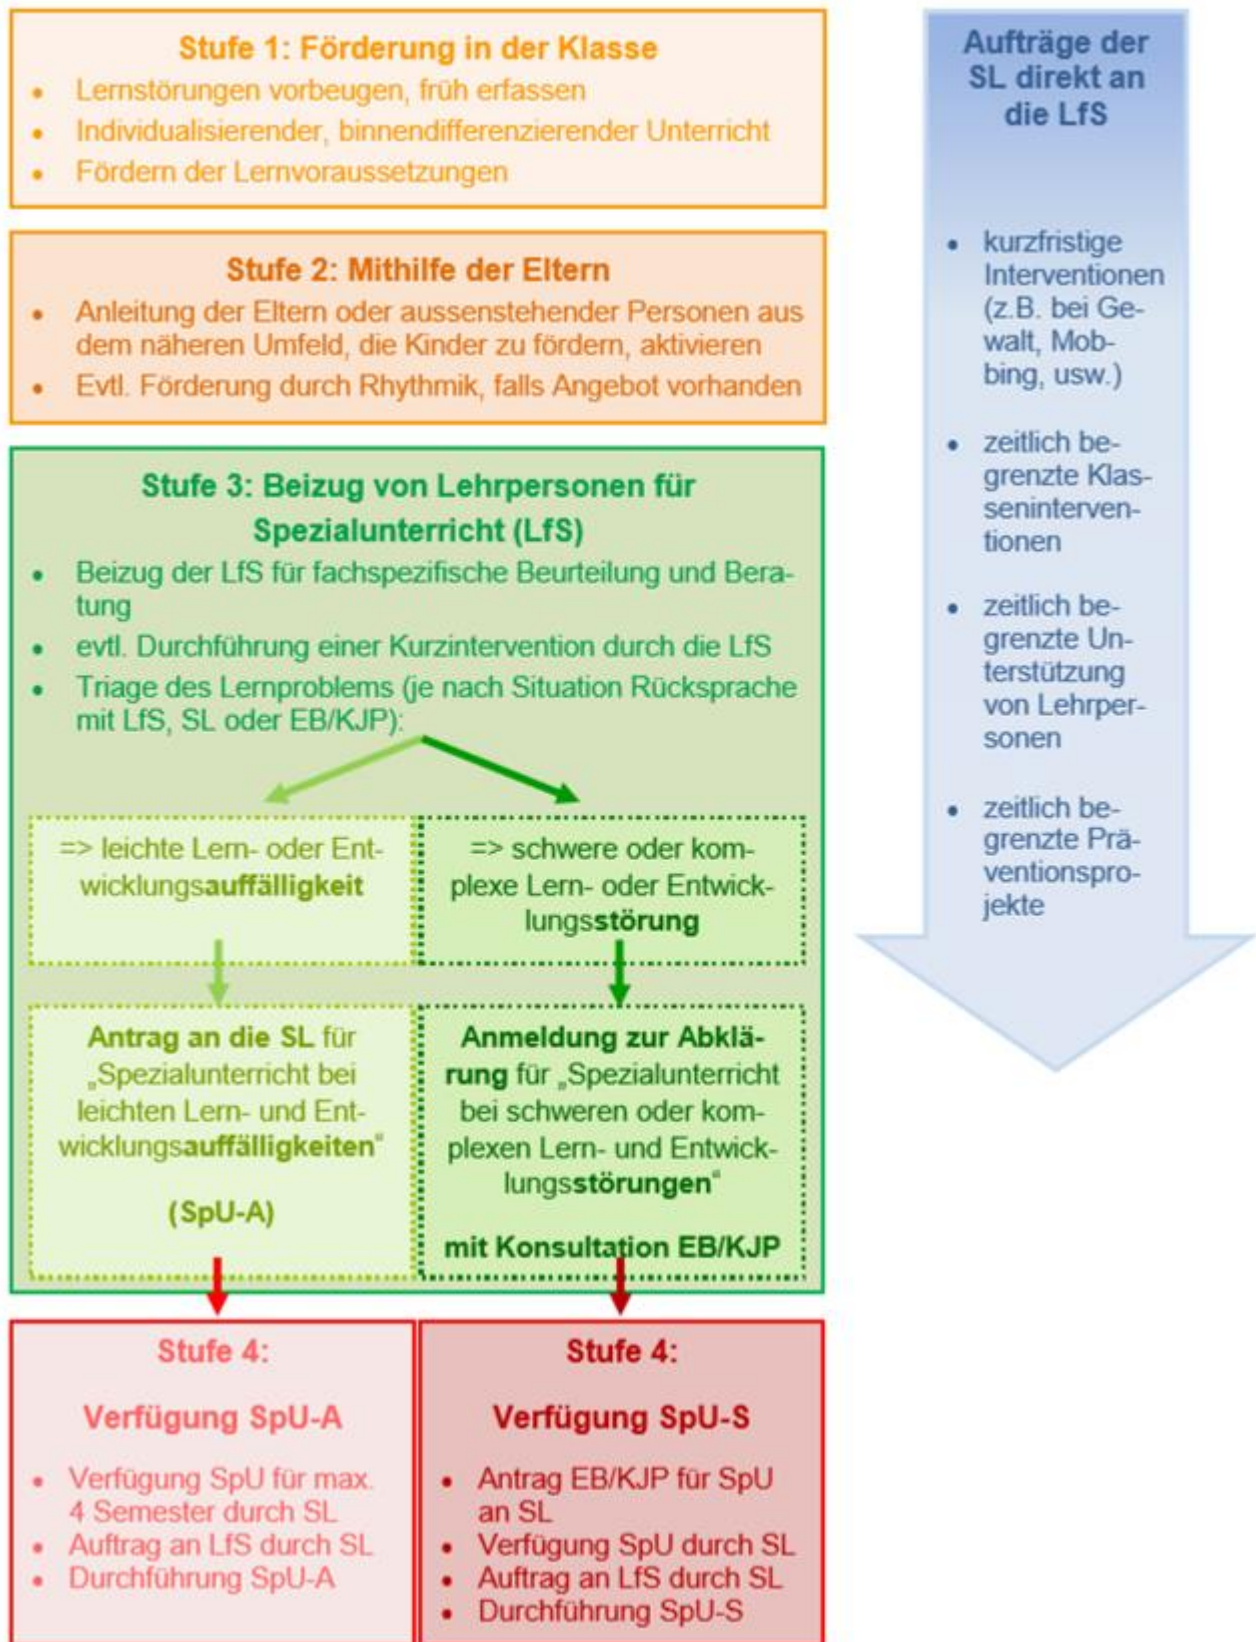 Stufe 1: Förderung in der Klasse
• Lernstörungen vorbeugen, früh erfassen
• Individualisierender, binnendifferenzierender Unterricht
• Fördern der Lernvoraussetzungen
Stufe 2: Mithilfe der Eltern
• Anleitung der Eltern oder aussenstehender Personen aus
dem näheren Umfeld, die Kinder zu fördern, aktivieren
• Evtl. Förderung durch Rhythmik, falls Angebot vorhanden
Stufe 3: Beizug von Lehrpersonen für
Spezialunterricht (LfS)
• Beizug der LfS für fachspezifische Beurteilung und Bera-
tung
• evtl. Durchführung einer Kurzintervention durch die LfS
• Triage des Lernproblems (je nach Situation Rücksprache
mit LfS, SL oder EB/KJP):
=> leichte Lern- oder Ent-
wicklungsauffälligkeit
=> schwere oder kom-
plexe Lern- oder Entwick-
lungsstörung
Antrag an die SL für
„Spezialunterricht bei
leichten Lern- und Ent-
wicklungsauffälligkeiten“
(SpU-A)
Anmeldung zur Abklä-
rung für „Spezialunterricht
bei schweren oder kom-
plexen Lern- und Entwick-
lungsstörungen“
mit Konsultation EB/KJP
Stufe 4:
Verfügung SpU-A
• Verfügung SpU für max.
4 Semester durch SL
• Auftrag an LfS durch SL
• Durchführung SpU-A
Stufe 4:
Verfügung SpU-S
• Antrag EB/KJP für SpU
an SL
• Verfügung SpU durch SL
• Auftrag an LfS durch SL
• Durchführung SpU-S
Aufträge der
SL direkt an
die LfS
• kurzfristige
Interventionen
(z.B. bei Ge-
walt, Mob-
bing, usw.)
• zeitlich be-
grenzte Klas-
seninterven-
tionen
• zeitlich be-
grenzte Un-
terstützung
von Lehrper-
sonen
• zeitlich be-
grenzte Prä-
ventionspro-
jekte